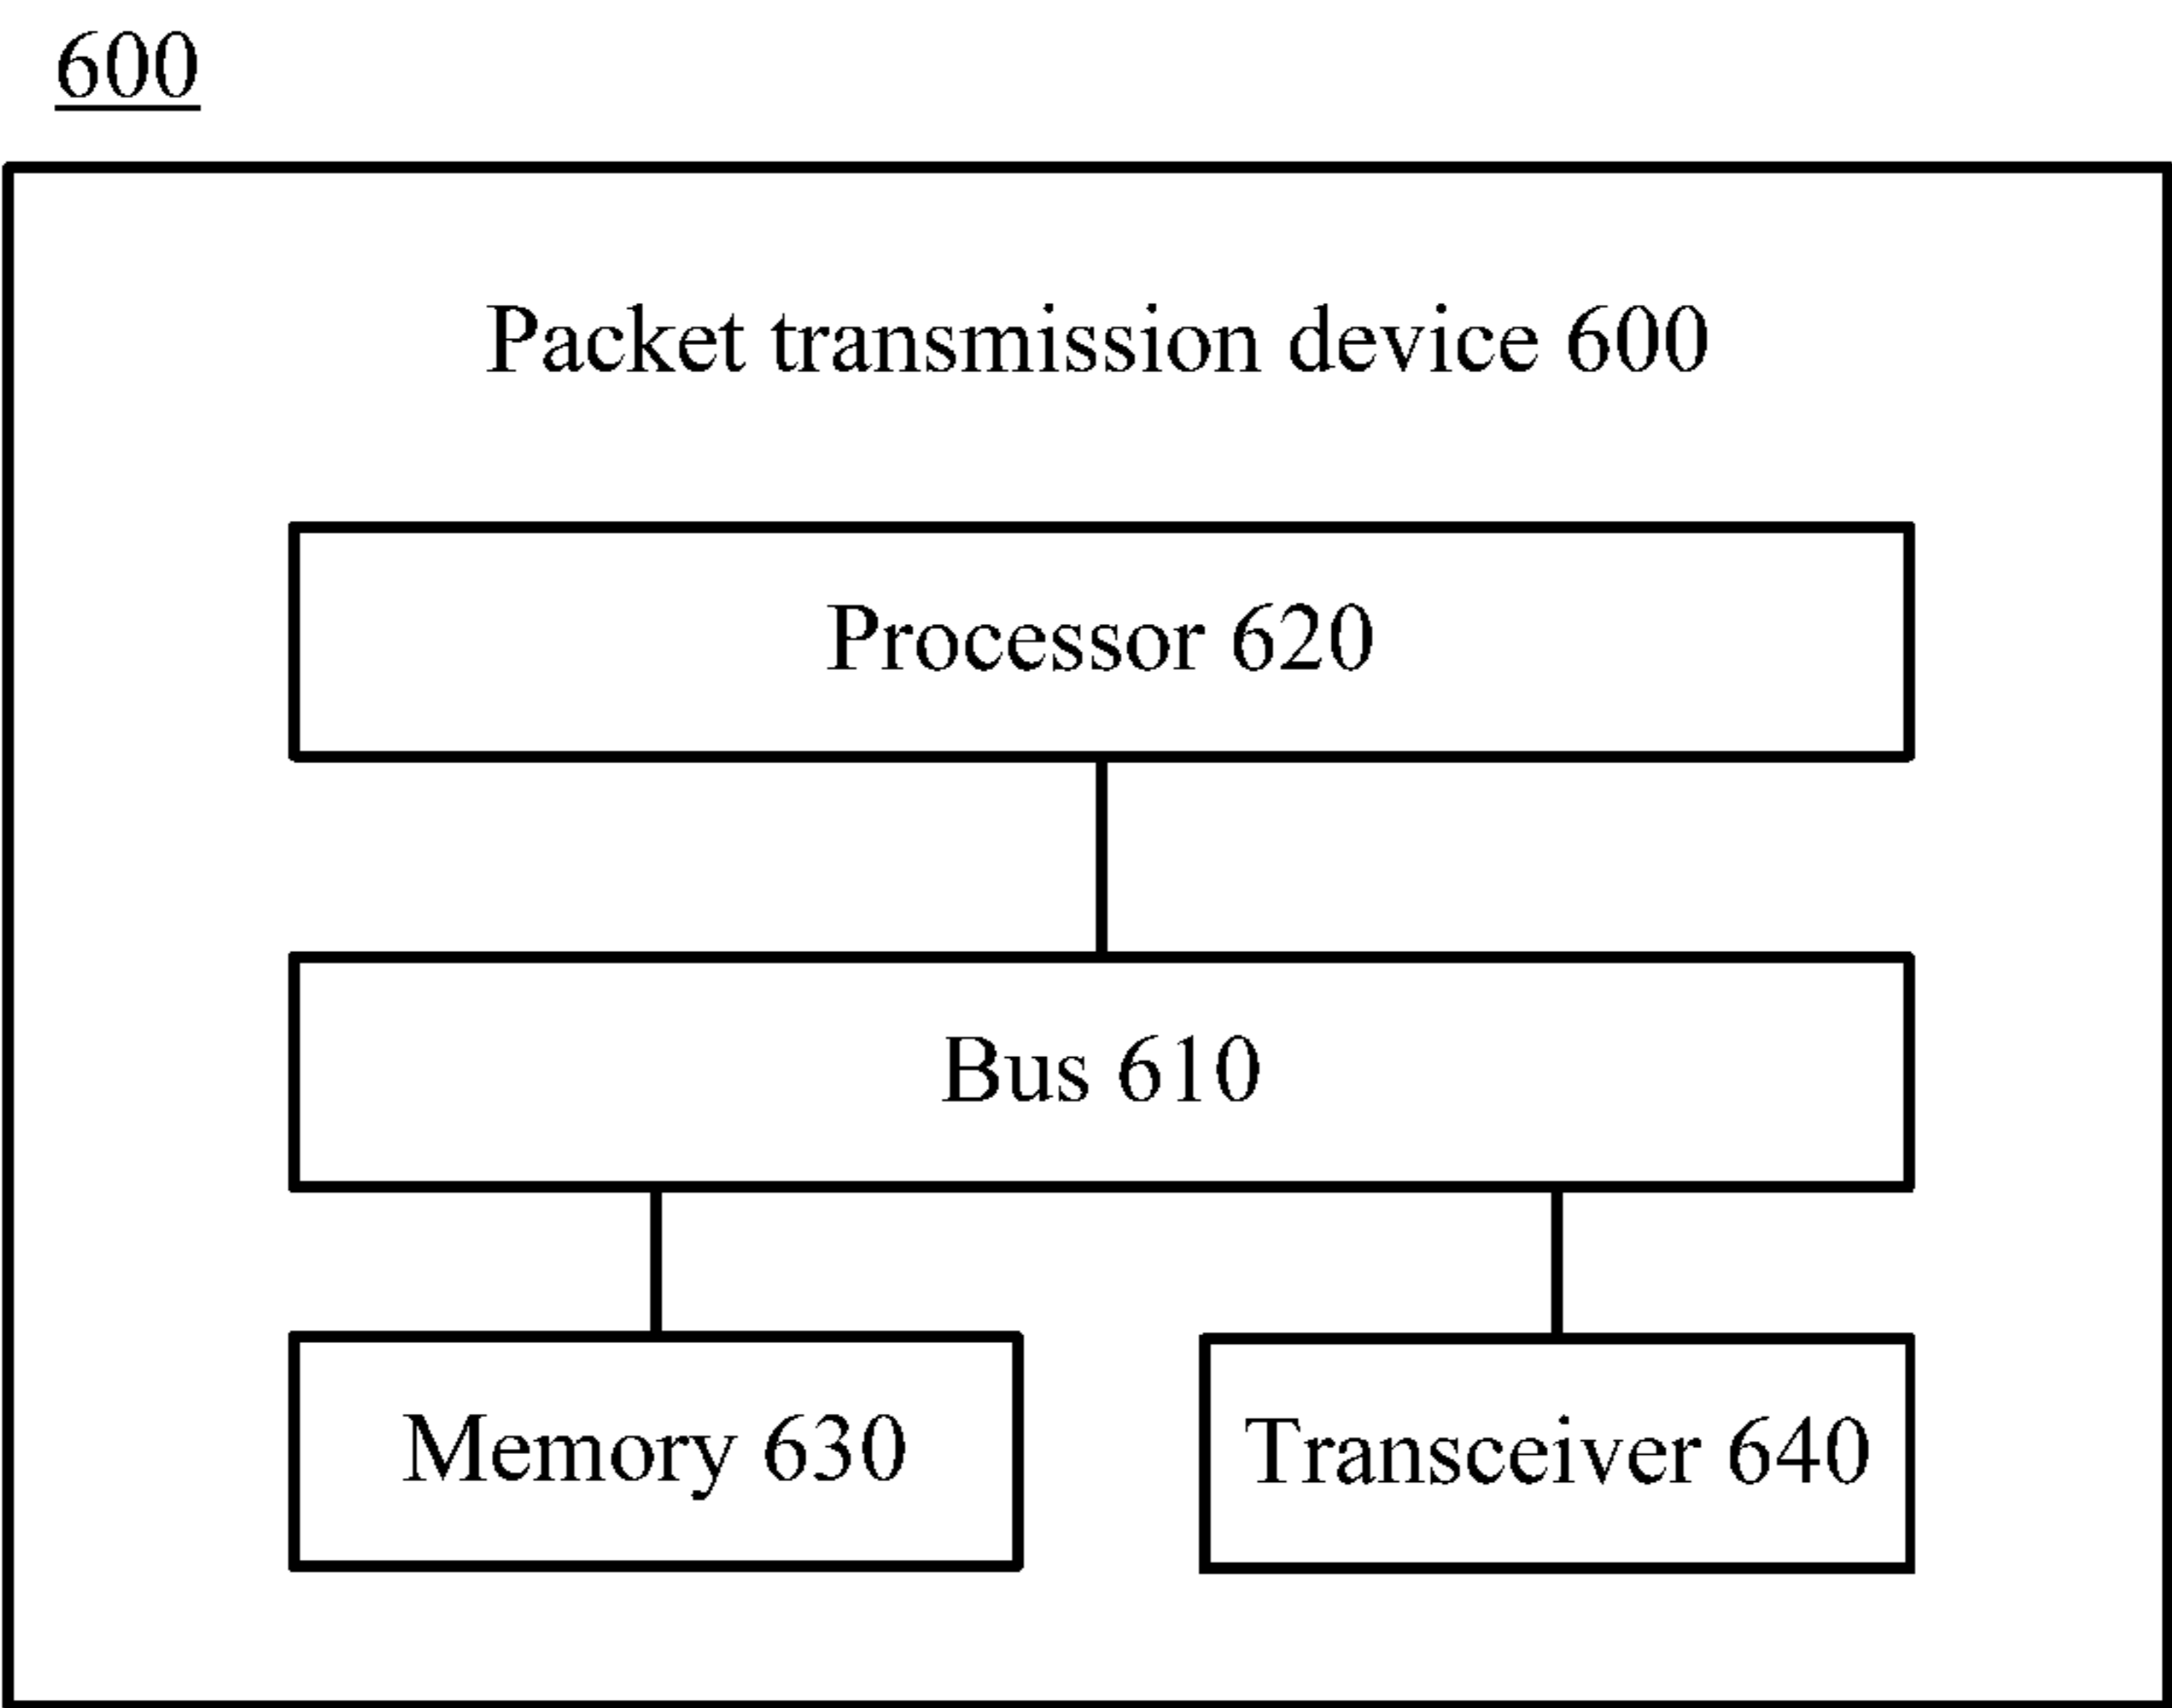 600
Packet transmission device 600
Processor 620
Bus 610
Memory 630
Transceiver 640